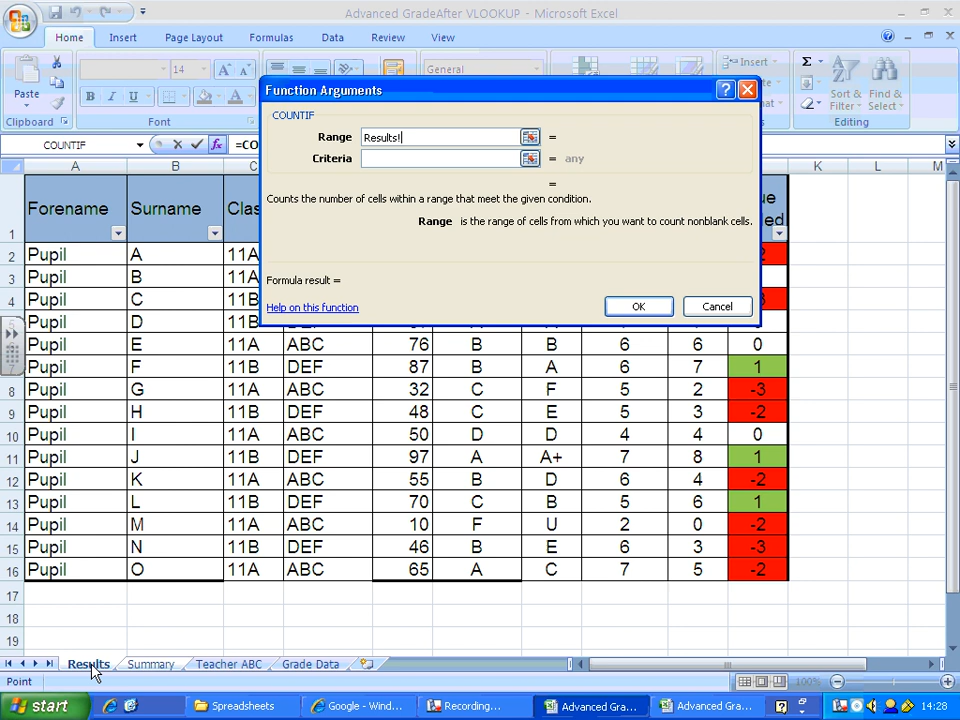 Advanced GradeAfter VLOOKUP - Microsoft Excel
Home Insert Page Layout Formulas Data Review View
Paste
14
General
Insert
Sort & Filter Find & Select
B I U
Clipboard Font Editing
COUNTIF =CO
Function Arguments
COUNTIF
Range Results! =
Criteria = any
=
Counts the number of cells within a range that meet the given condition.
Range is the range of cells from which you want to count nonblank cells.
Formula result =
Help on this function OK Cancel
A B C K L M
1 Forename Surname Clas
2 Pupil A 11A
3 Pupil B 11A
4 Pupil C 11B
Pupil D
Pupil E 11A ABC 76 B B 6 6 0
Pupil F 11B DEF 87 B A 6 7 1
8 Pupil G 11A ABC 32 C F 5 2 -3
9 Pupil H 11B DEF 48 C E 5 3 -2
10 Pupil I 11A ABC 50 D D 4 4 0
11 Pupil J 11B DEF 97 A A+ 7 8 1
12 Pupil K 11A ABC 55 B D 6 4 -2
13 Pupil L 11B DEF 70 C B 5 6 1
14 Pupil M 11A ABC 10 F U 2 0 -2
15 Pupil N 11B DEF 46 B E 6 3 -3
16 Pupil O 11A ABC 65 A C 7 5 -2
17
18
19
Results Summary Teacher ABC Grade Data
Point 100%
start Spreadsheets Google - Wind... Recording... Advanced Gra... Advanced Gra... 14:28